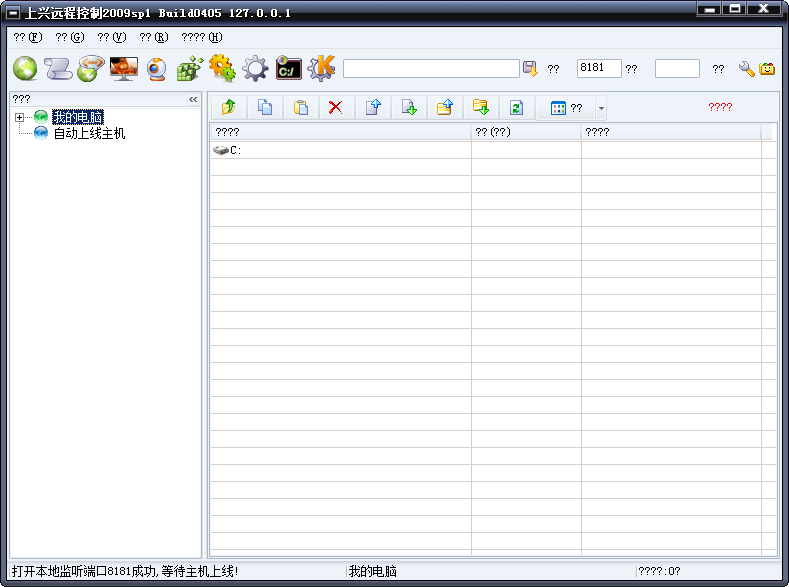 上兴远程控制2009sp1 Build0405 127.0.0.1
??(F) ??(G) ??(V) ??(R) ????(H)
C:/ K ?? 8181 ?? ??
??? «
?? ????
我的电脑
自动上线主机
???? ??(??) ????
C:
打开本地监听端口8181成功,等待主机上线! 我的电脑 ????:0?